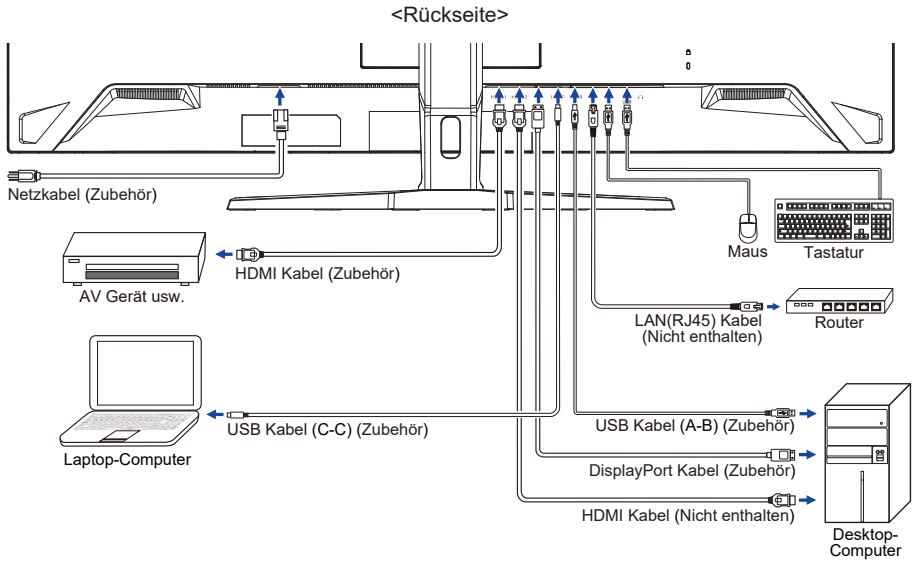 <Rückseite>
Netzkabel (Zubehör)
Maus
Tastatur
HDMI Kabel (Zubehör)
AV Gerät usw.
LAN(RJ45) Kabel
(Nicht enthalten)
Router
USB Kabel (C-C) (Zubehör)
USB Kabel (A-B) (Zubehör)
Laptop-Computer
DisplayPort Kabel (Zubehör)
HDMI Kabel (Nicht enthalten)
Desktop-
Computer